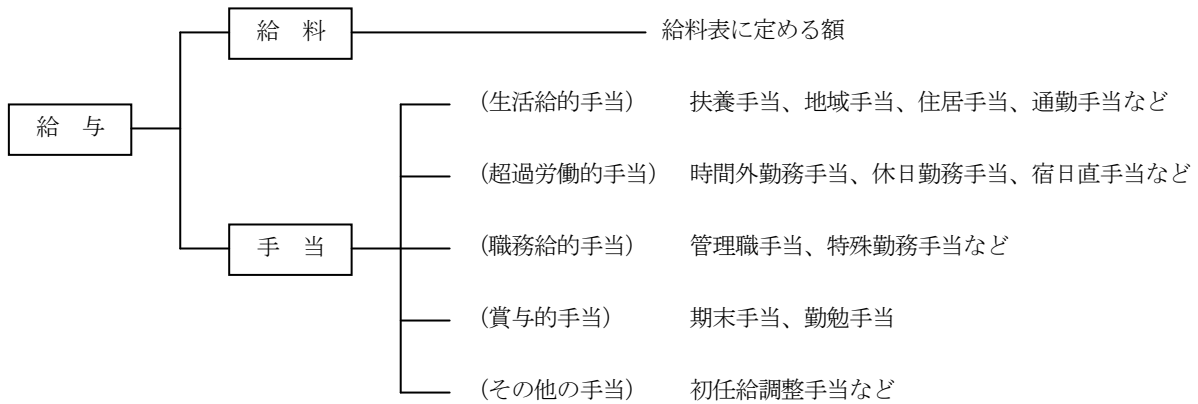 給　料　給料表に定める額
（生活給的手当）　扶養手当、地域手当、住居手当、通勤手当など
給　与
（超過労働的手当）　時間外勤務手当、休日勤務手当、宿日直手当など
手　当　（職務給的手当）　管理職手当、特殊勤務手当など
（賞与的手当）　期末手当、勤勉手当
（その他の手当）　初任給調整手当など